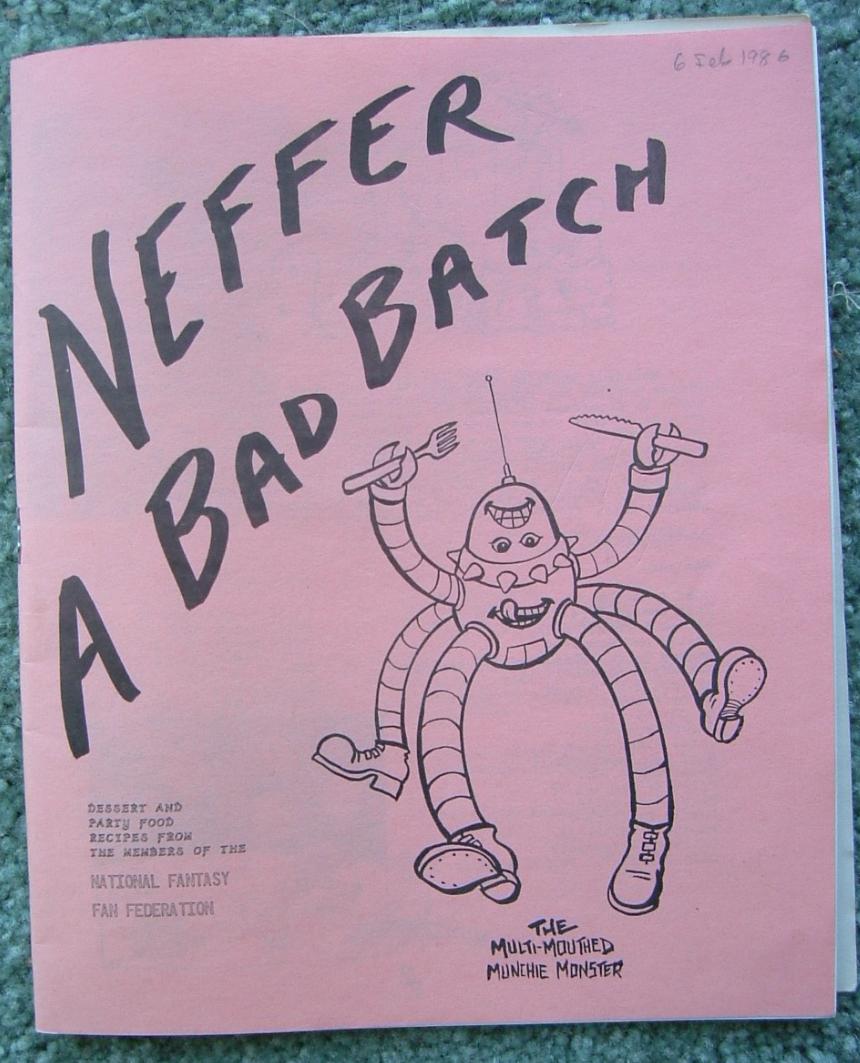 6 Feb 1986
NEFFER
A BAD BATCH
DESSERT AND
PARTY FOOD
RECIPES FROM
THE MEMBERS OF THE
NATIONAL FANTASY
FAN FEDERATION
THE
MULTI-MOUTHED
MUNCHIE MONSTER